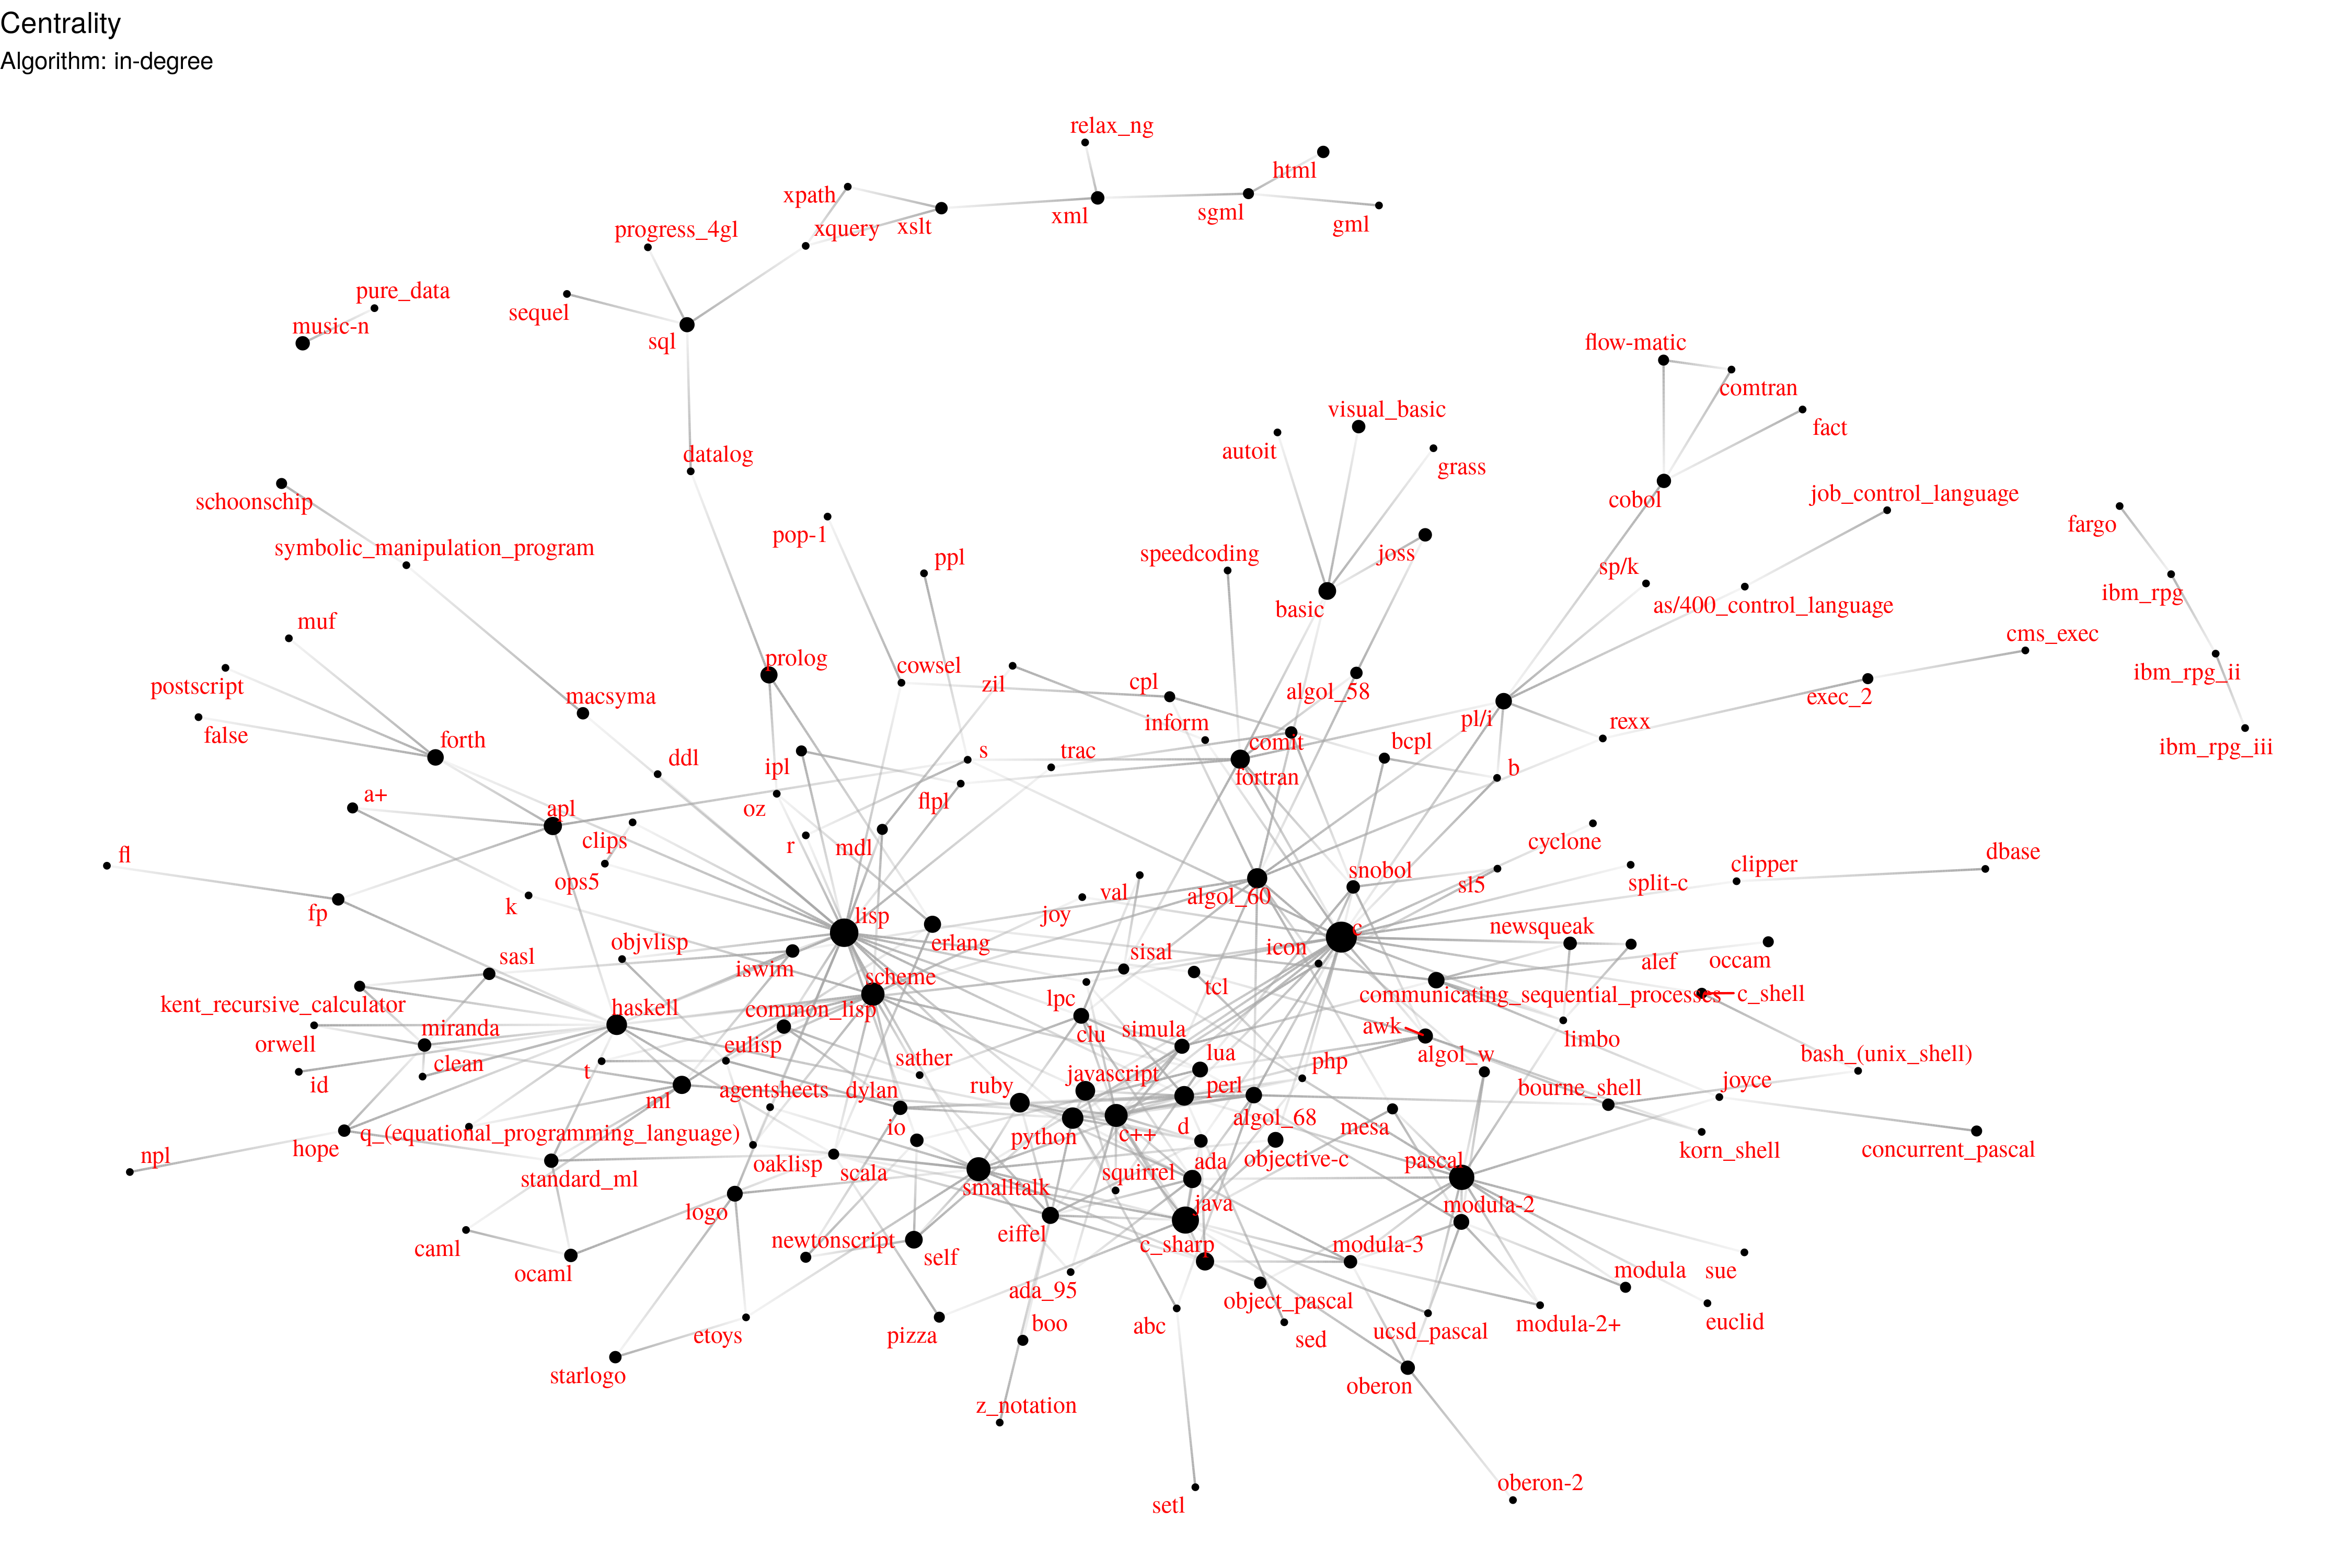 Centrality
Algorithm: in-degree
relax_ng
html
xpath
xml
sgml
gml
progress_4gl
xquery
xslt
pure_data
music-n
sequel
sql
flow-matic
comtran
fact
visual_basic
autoit
grass
datalog
cobol
job_control_language
schoonschip
fargo
pop-1
symbolic_manipulation_program
ppl
speedcoding
joss
sp/k
ibm_rpg
basic
as/400_control_language
muf
cms_exec
prolog
cowsel
zil
cpl
algol_58
ibm_rpg_ii
postscript
macsyma
exec_2
false
inform
pl/i
rexx
forth
s
trac
comit
bcpl
ibm_rpg_iii
ddl
ipl
fortran
b
a+
oz
flpl
apl
clips
r
mdl
cyclone
fl
dbase
ops5
snobol
sl5
split-c
clipper
k
val
algol_60
fp
lisp
joy
c
newsqueak
objvlisp
erlang
icon
sasl
iswim
sisal
alef
occam
scheme
tcl
kent_recursive_calculator
haskell
common_lisp
lpc
communicating_sequential_processes
c_shell
miranda
clu
simula
awk
orwell
eulisp
limbo
clean
sather
lua
php
algol_w
bash_(unix_shell)
id
t
agentsheets
dylan
ruby
javascript
perl
bourne_shell
joyce
ml
io
python
c++
d
algol_68
mesa
hope
q_(equational_programming_language)
npl
oaklisp
scala
squirrel
ada
objective-c
pascal
korn_shell
concurrent_pascal
standard_ml
smalltalk
java
modula-2
logo
eiffel
caml
newtonscript
self
c_sharp
modula-3
ocaml
modula
sue
ada_95
object_pascal
etoys
pizza
boo
abc
sed
ucsd_pascal
modula-2+
euclid
starlogo
oberon
z_notation
oberon-2
setl